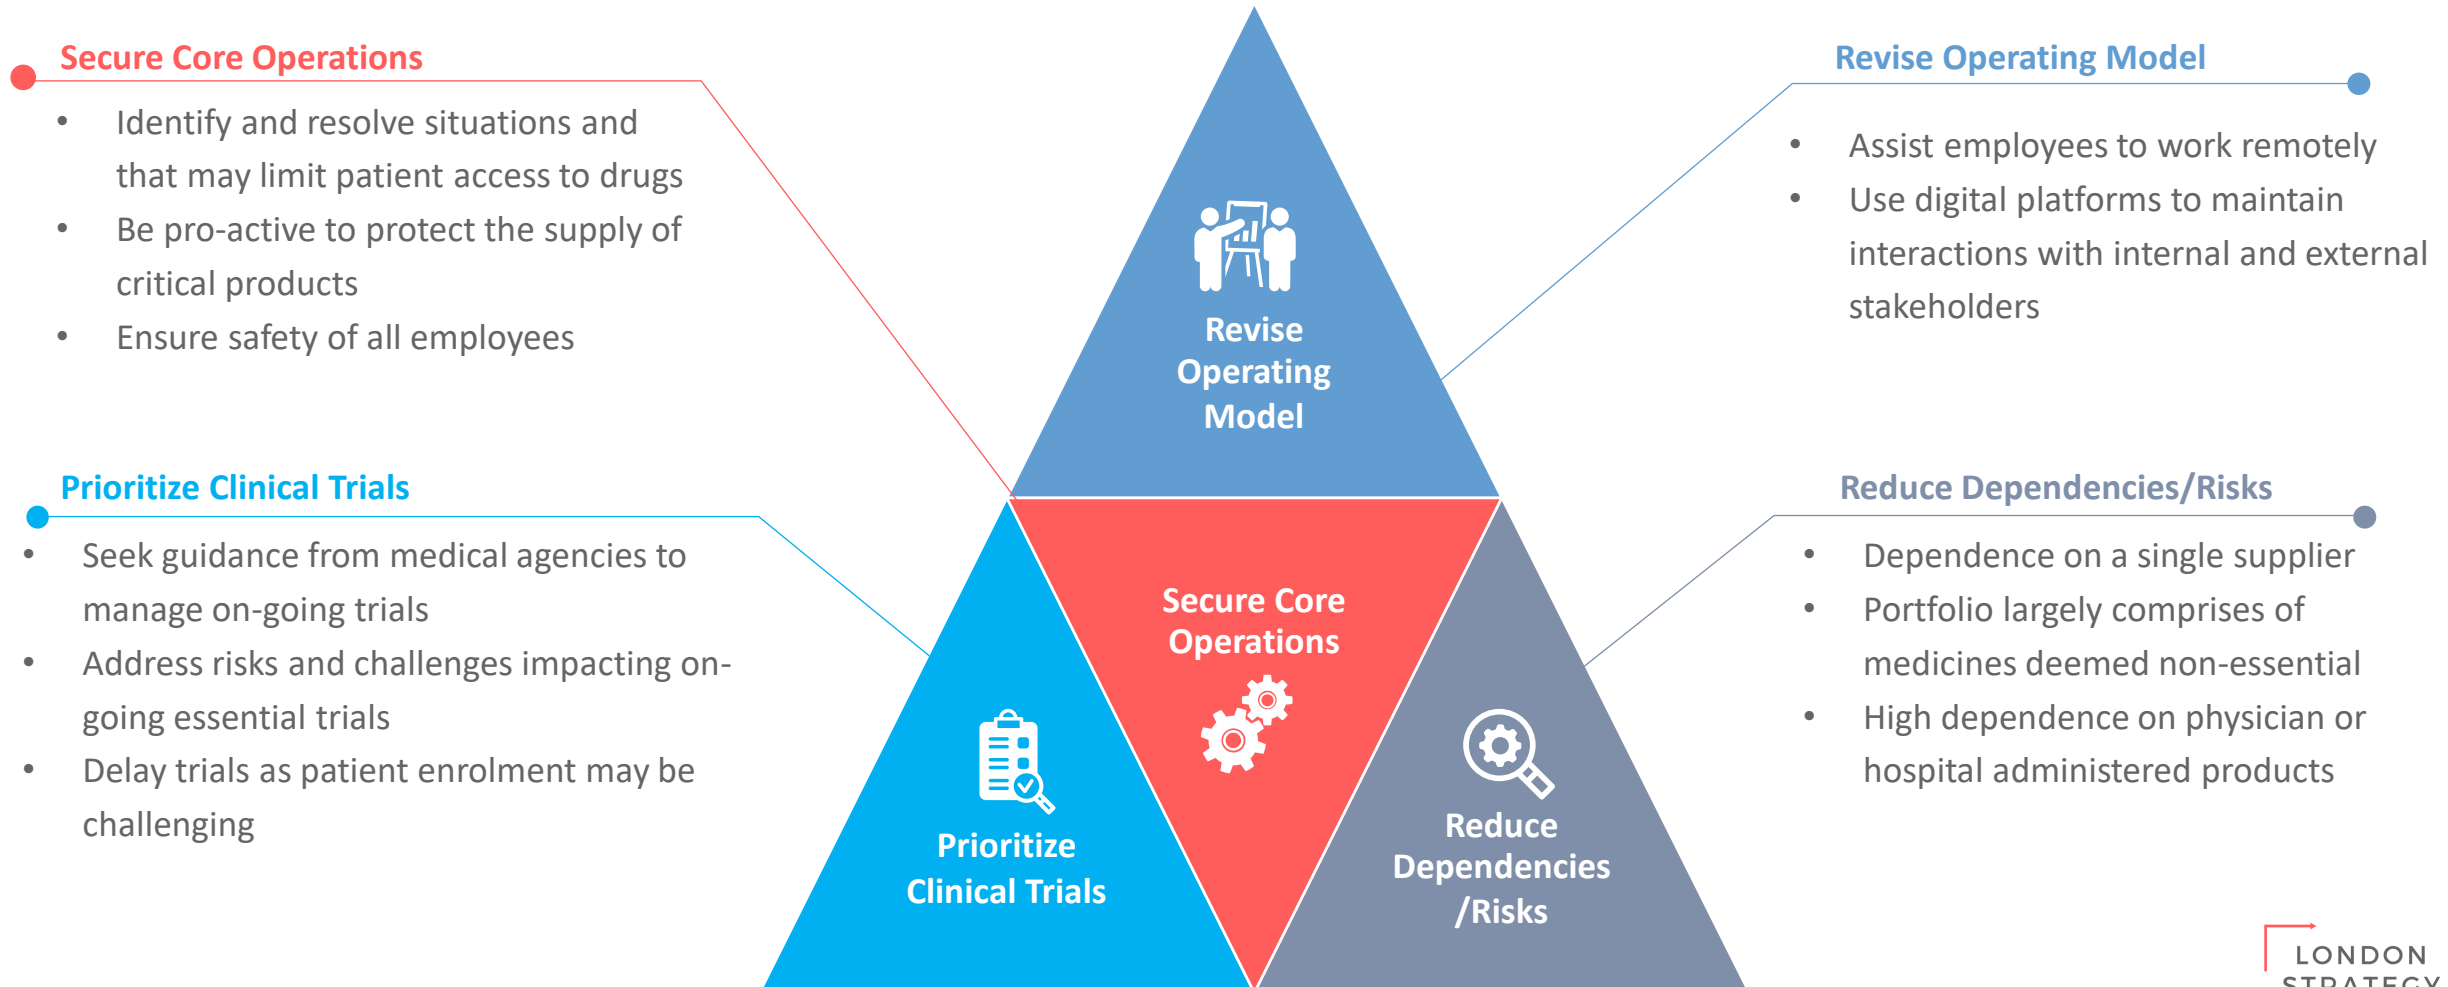 Secure Core Operations
• Identify and resolve situations and
that may limit patient access to drugs
• Be pro-active to protect the supply of
critical products
• Ensure safety of all employees
Prioritize Clinical Trials
• Seek guidance from medical agencies to
manage on-going trials
• Address risks and challenges impacting on-
going essential trials
• Delay trials as patient enrolment may be
challenging
Revise
Operating
Model
Secure Core
Operations
Prioritize
Clinical Trials
Reduce
Dependencies
/Risks
Revise Operating Model
• Assist employees to work remotely
• Use digital platforms to maintain
interactions with internal and external
stakeholders
Reduce Dependencies/Risks
• Dependence on a single supplier
• Portfolio largely comprises of
medicines deemed non-essential
• High dependence on physician or
hospital administered products
LONDON
STRATEGY